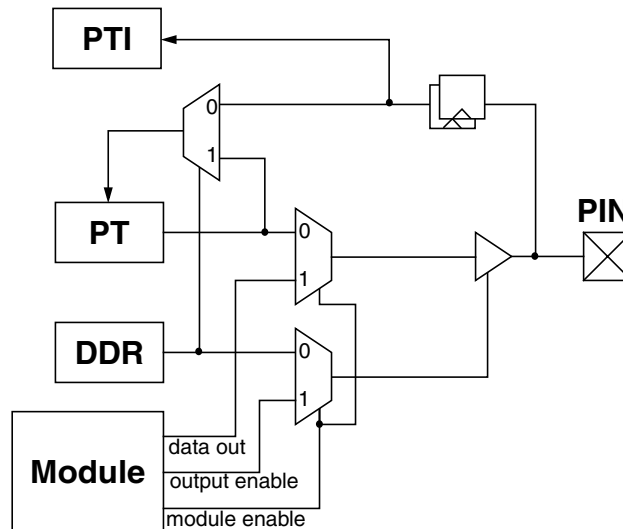 PTI
0
1
PT
PIN
0
1
DDR
0
1
Module
data out
output enable
module enable